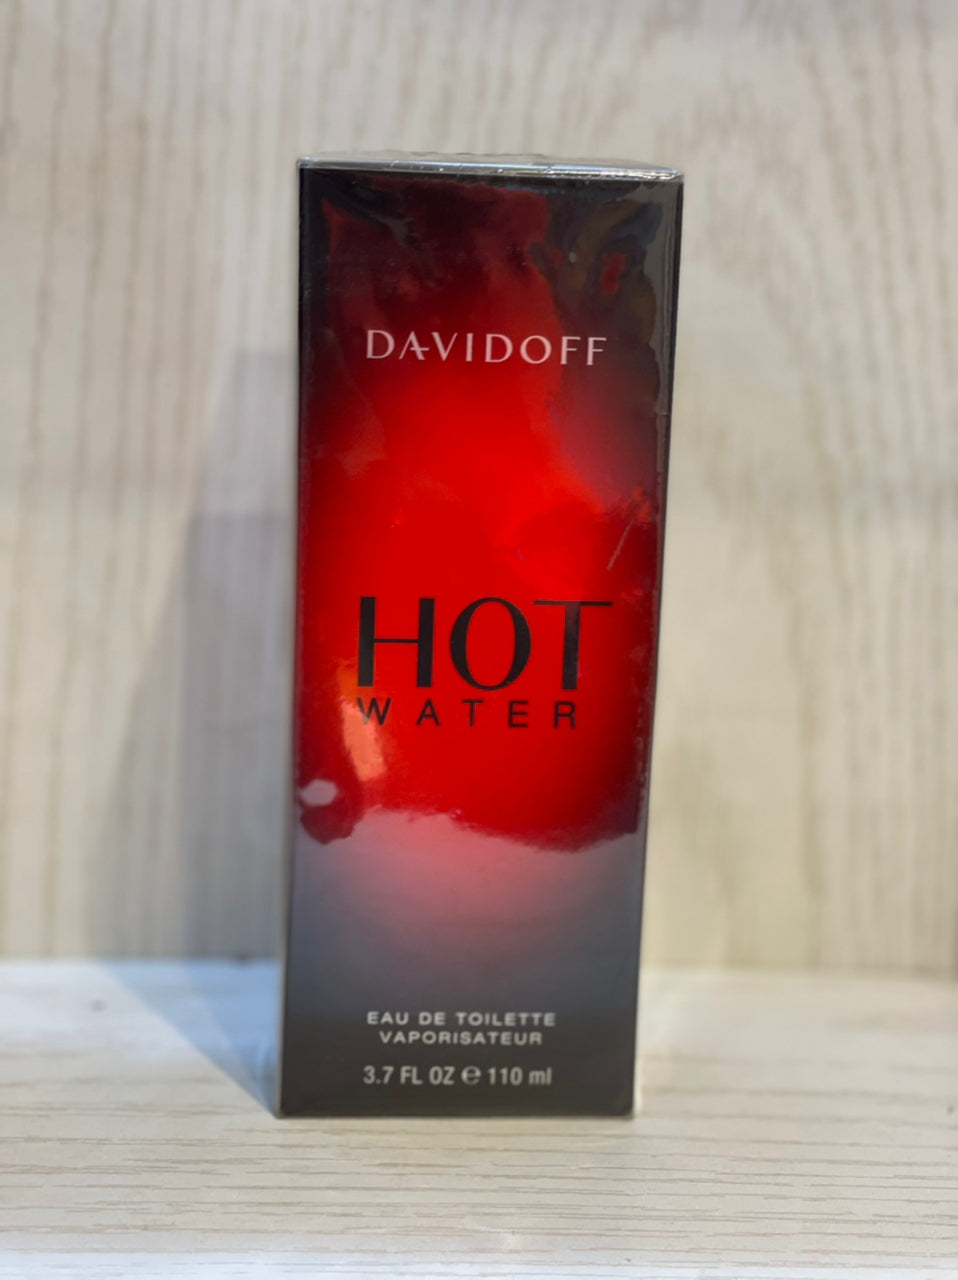 DAVIDOFF
HOT
WATER
EAU DE TOILETTE
VAPORISATEUR
3.7 FL OZ ℮ 110 ml